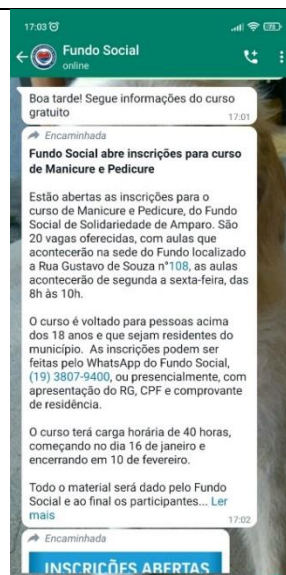 17:03
73
Fundo Social
online
Boa tarde! Segue informações do curso
gratuito
17:01
Encaminhada
Fundo Social abre inscrições para curso
de Manicure e Pedicure
Estão abertas as inscrições para o
curso de Manicure e Pedicure, do Fundo
Social de Solidariedade de Amparo. São
20 vagas oferecidas, com aulas que
acontecerão na sede do Fundo localizado
a Rua Gustavo de Souza n°108, as aulas
acontecerão de segunda a sexta-feira, das
8h às 10h.
O curso é voltado para pessoas acima
dos 18 anos e que sejam residentes do
município. As inscrições podem ser
feitas pelo WhatsApp do Fundo Social,
(19) 3807-9400, ou presencialmente, com
apresentação do RG, CPF e comprovante
de residência.
O curso terá carga horária de 40 horas,
começando no dia 16 de janeiro e
encerrando em 10 de fevereiro.
Todo o material será dado pelo Fundo
Social e ao final os participantes... Ler
mais
17:02
Encaminhada
INSCRIÇÕES ABERTAS